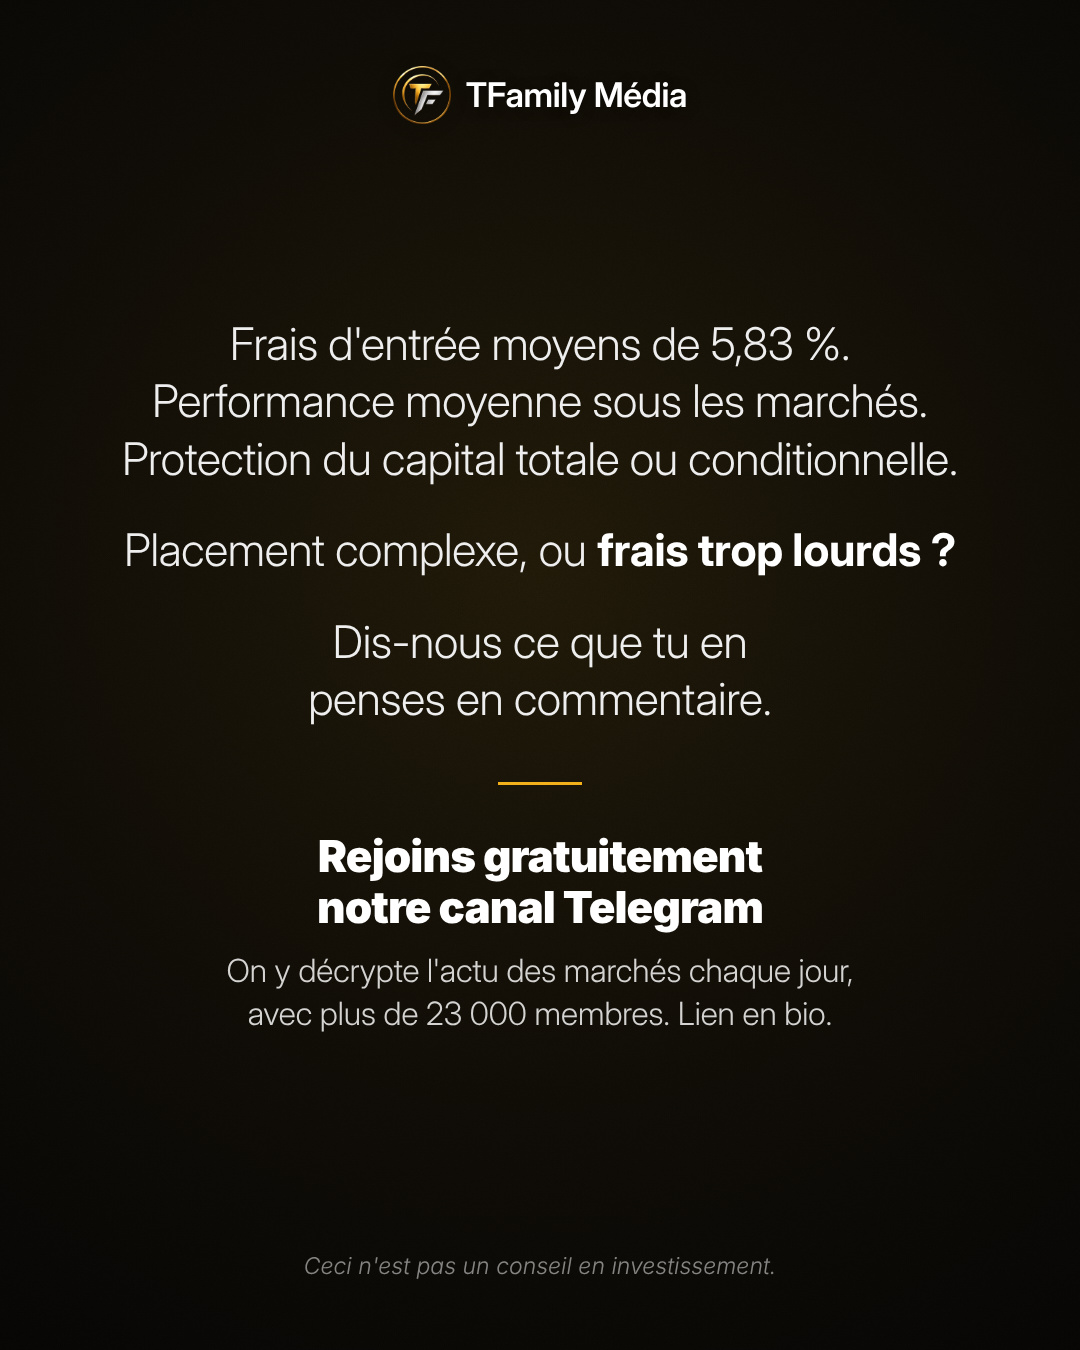 TF TFamily Média
Frais d'entrée moyens de 5,83 %.
Performance moyenne sous les marchés.
Protection du capital totale ou conditionnelle.
Placement complexe, ou frais trop lourds ?
Dis-nous ce que tu en
penses en commentaire.
Rejoins gratuitement
notre canal Telegram
On y décrypte l'actu des marchés chaque jour,
avec plus de 23 000 membres. Lien en bio.
Ceci n'est pas un conseil en investissement.